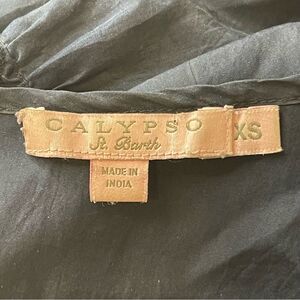 CALYPSO XS
St. Barth
MADE IN
INDIA